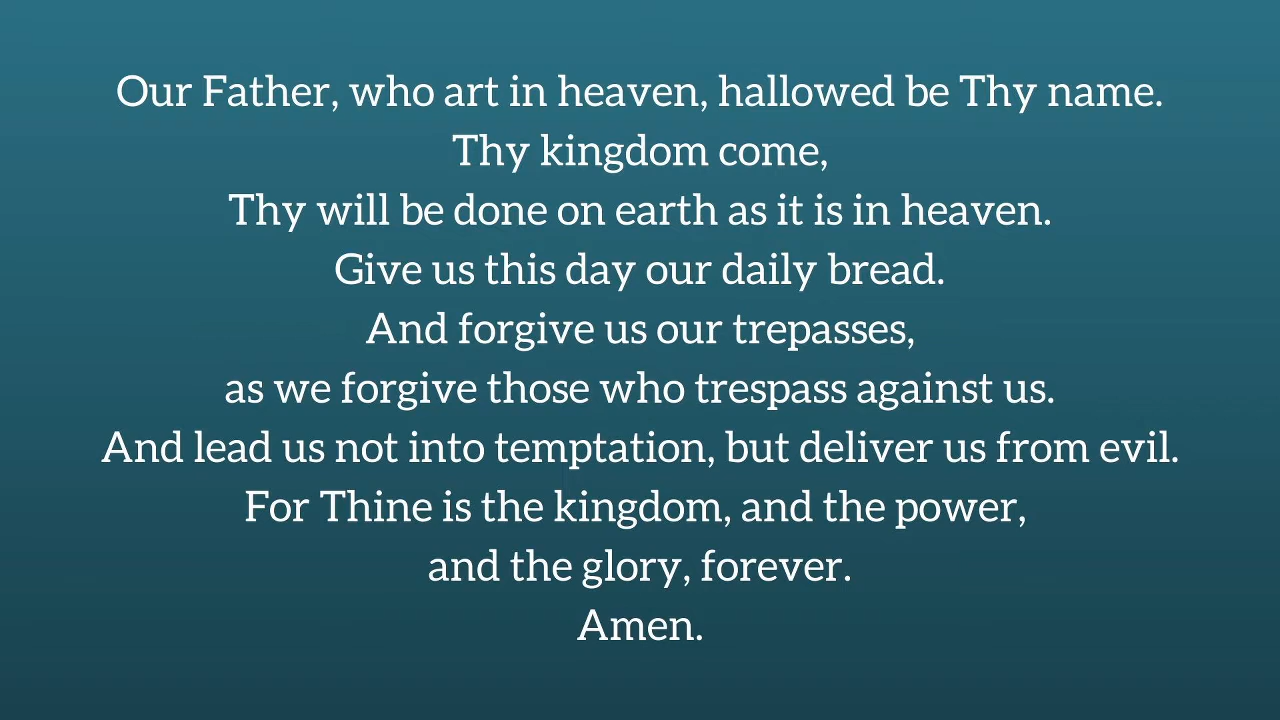 Our Father, who art in heaven, hallowed be Thy name.
Thy kingdom come,
Thy will be done on earth as it is in heaven.
Give us this day our daily bread.
And forgive us our trepasses,
as we forgive those who trespass against us.
And lead us not into temptation, but deliver us from evil.
For Thine is the kingdom, and the power,
and the glory, forever.
Amen.